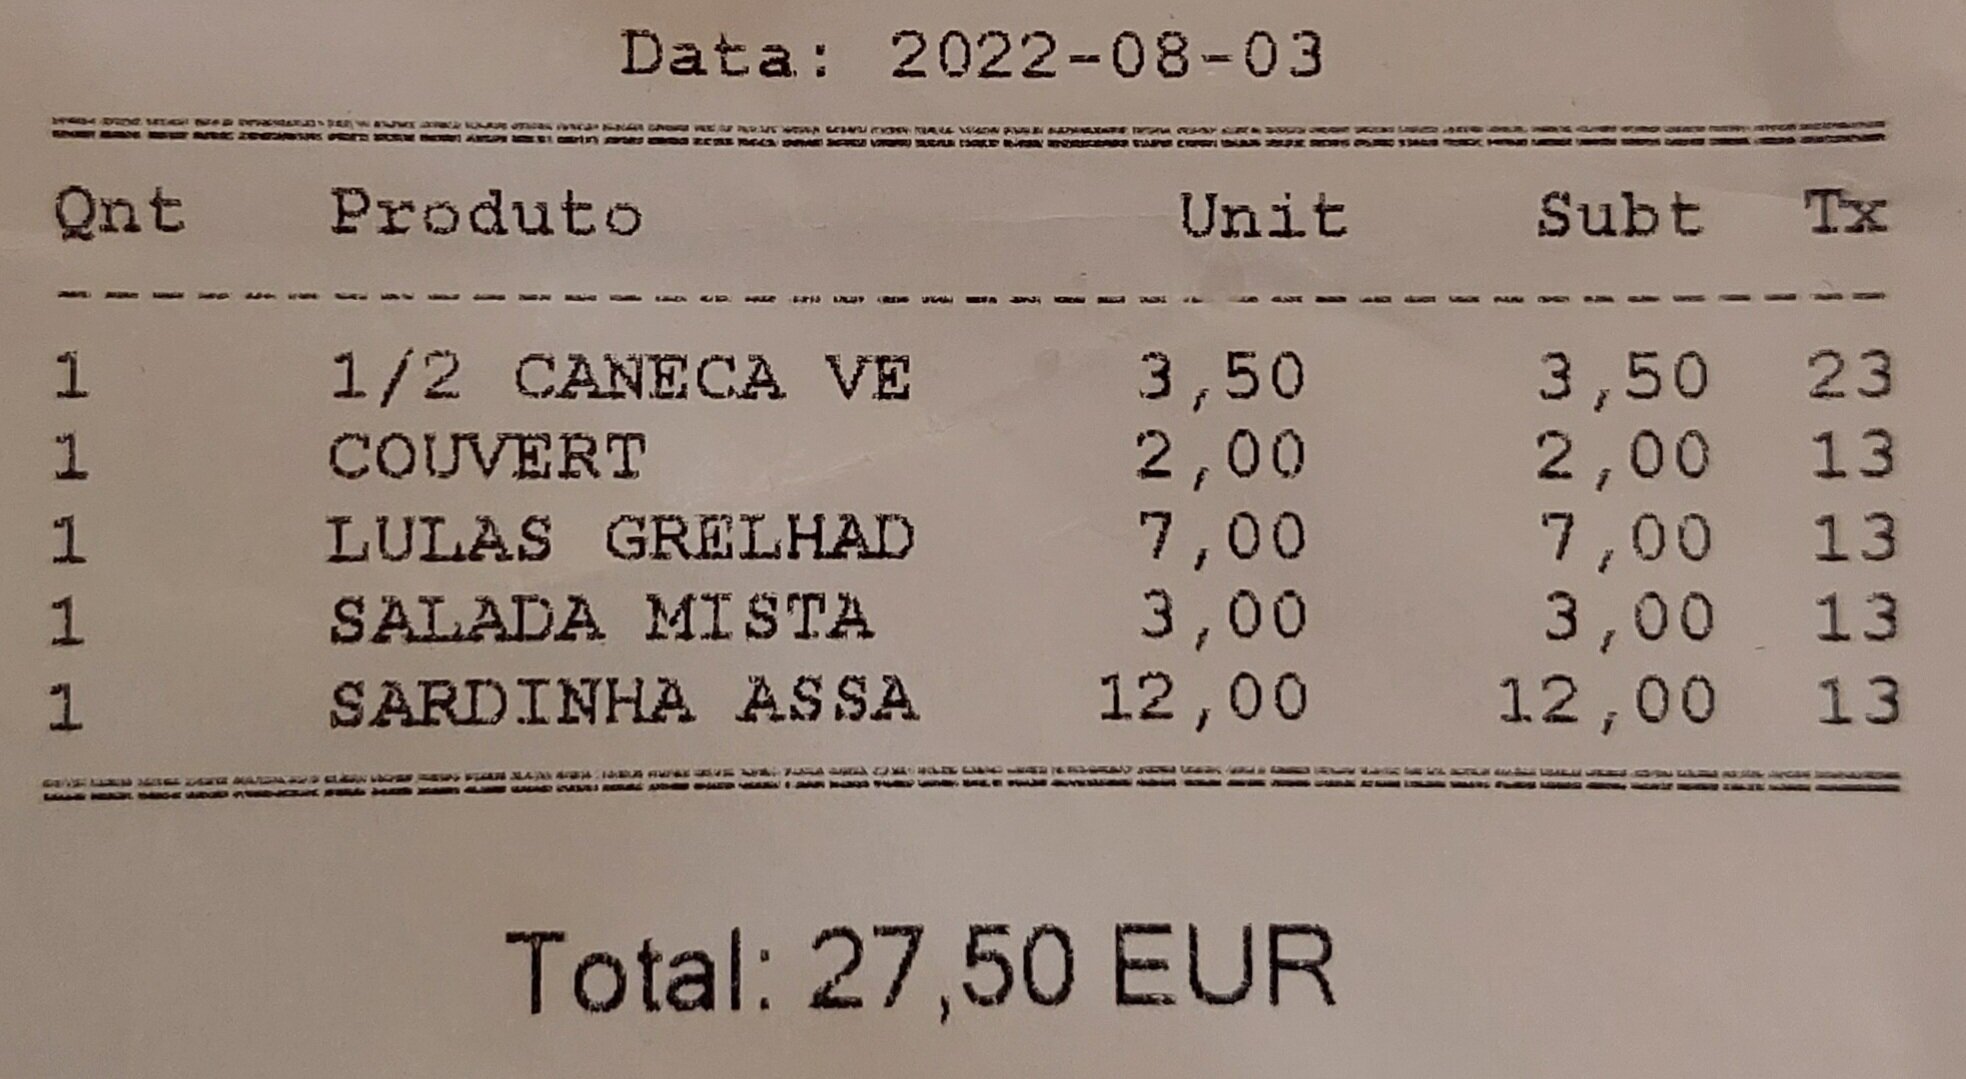 Data: 2022-08-03
Qnt Produto Unit Subt Tx
1 1/2 CANECA VE 3,50 3,50 23
1 COUVERT 2,00 2,00 13
1 LULAS GRELHAD 7,00 7,00 13
1 SALADA MISTA 3,00 3,00 13
1 SARDINHA ASSA 12,00 12,00 13
Total: 27,50 EUR